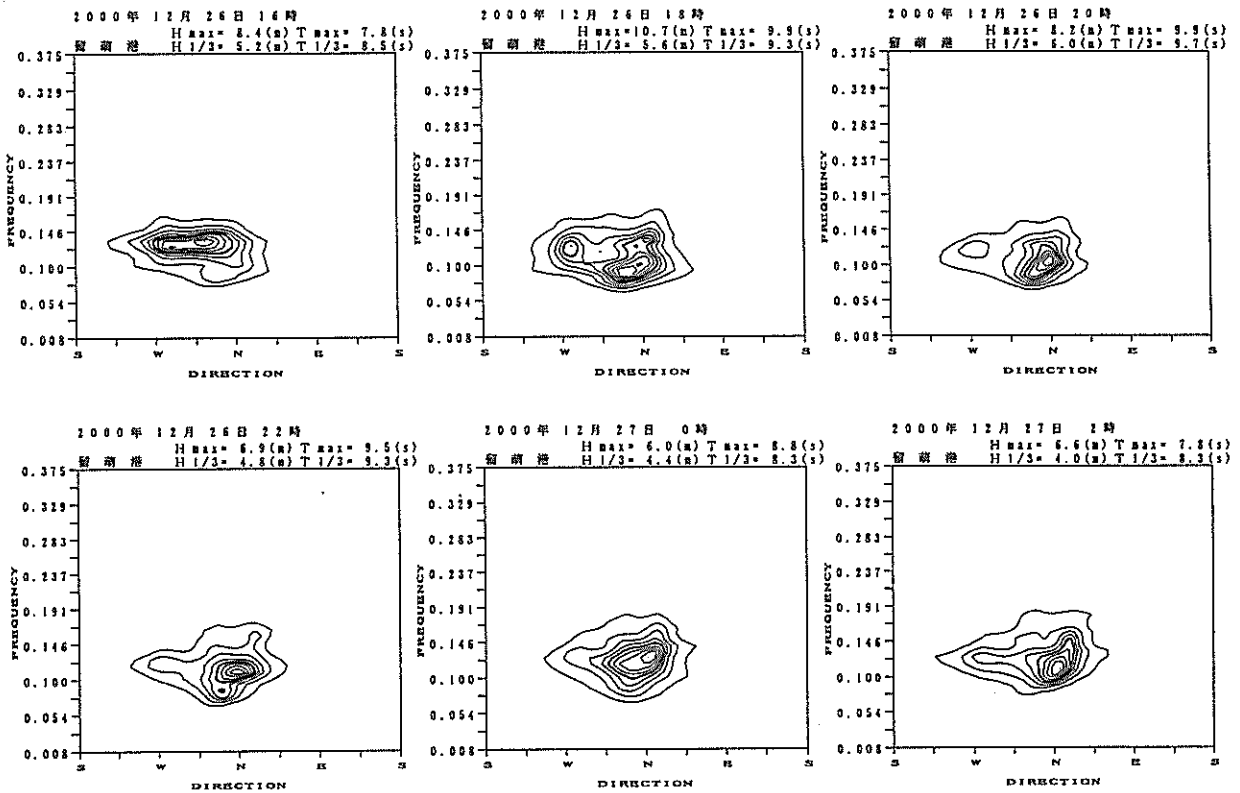 2000年 12月 26日 16時
H max= 8.4(m) T max= 7.8(s)
留萌港 H 1/3= 5.2(m) T 1/3= 8.5(s)
0.375
0.329
0.283
0.237
0.191
0.146
0.100
0.054
0.008
FREQUENCY
S W N E S
DIRECTION
2000年 12月 26日 18時
H max=10.7(m) T max= 9.9(s)
留萌港 H 1/3= 5.6(m) T 1/3= 9.3(s)
0.375
0.329
0.283
0.237
0.191
0.146
0.100
0.054
0.008
FREQUENCY
S W N E S
DIRECTION
2000年 12月 26日 20時
H max= 8.2(m) T max= 9.9(s)
留萌港 H 1/3= 5.0(m) T 1/3= 9.7(s)
0.375
0.329
0.283
0.237
0.191
0.146
0.100
0.054
0.008
FREQUENCY
S W N E S
DIRECTION
2000年 12月 26日 22時
H max= 6.9(m) T max= 9.5(s)
留萌港 H 1/3= 4.8(m) T 1/3= 9.3(s)
0.375
0.329
0.283
0.237
0.191
0.146
0.100
0.054
0.008
FREQUENCY
S W N E S
DIRECTION
2000年 12月 27日 0時
H max= 6.0(m) T max= 8.8(s)
留萌港 H 1/3= 4.4(m) T 1/3= 8.3(s)
0.375
0.329
0.283
0.237
0.191
0.146
0.100
0.054
0.008
FREQUENCY
S W N E S
DIRECTION
2000年 12月 27日 2時
H max= 6.6(m) T max= 7.8(s)
留萌港 H 1/3= 4.0(m) T 1/3= 8.3(s)
0.375
0.329
0.283
0.237
0.191
0.146
0.100
0.054
0.008
FREQUENCY
S W N E S
DIRECTION